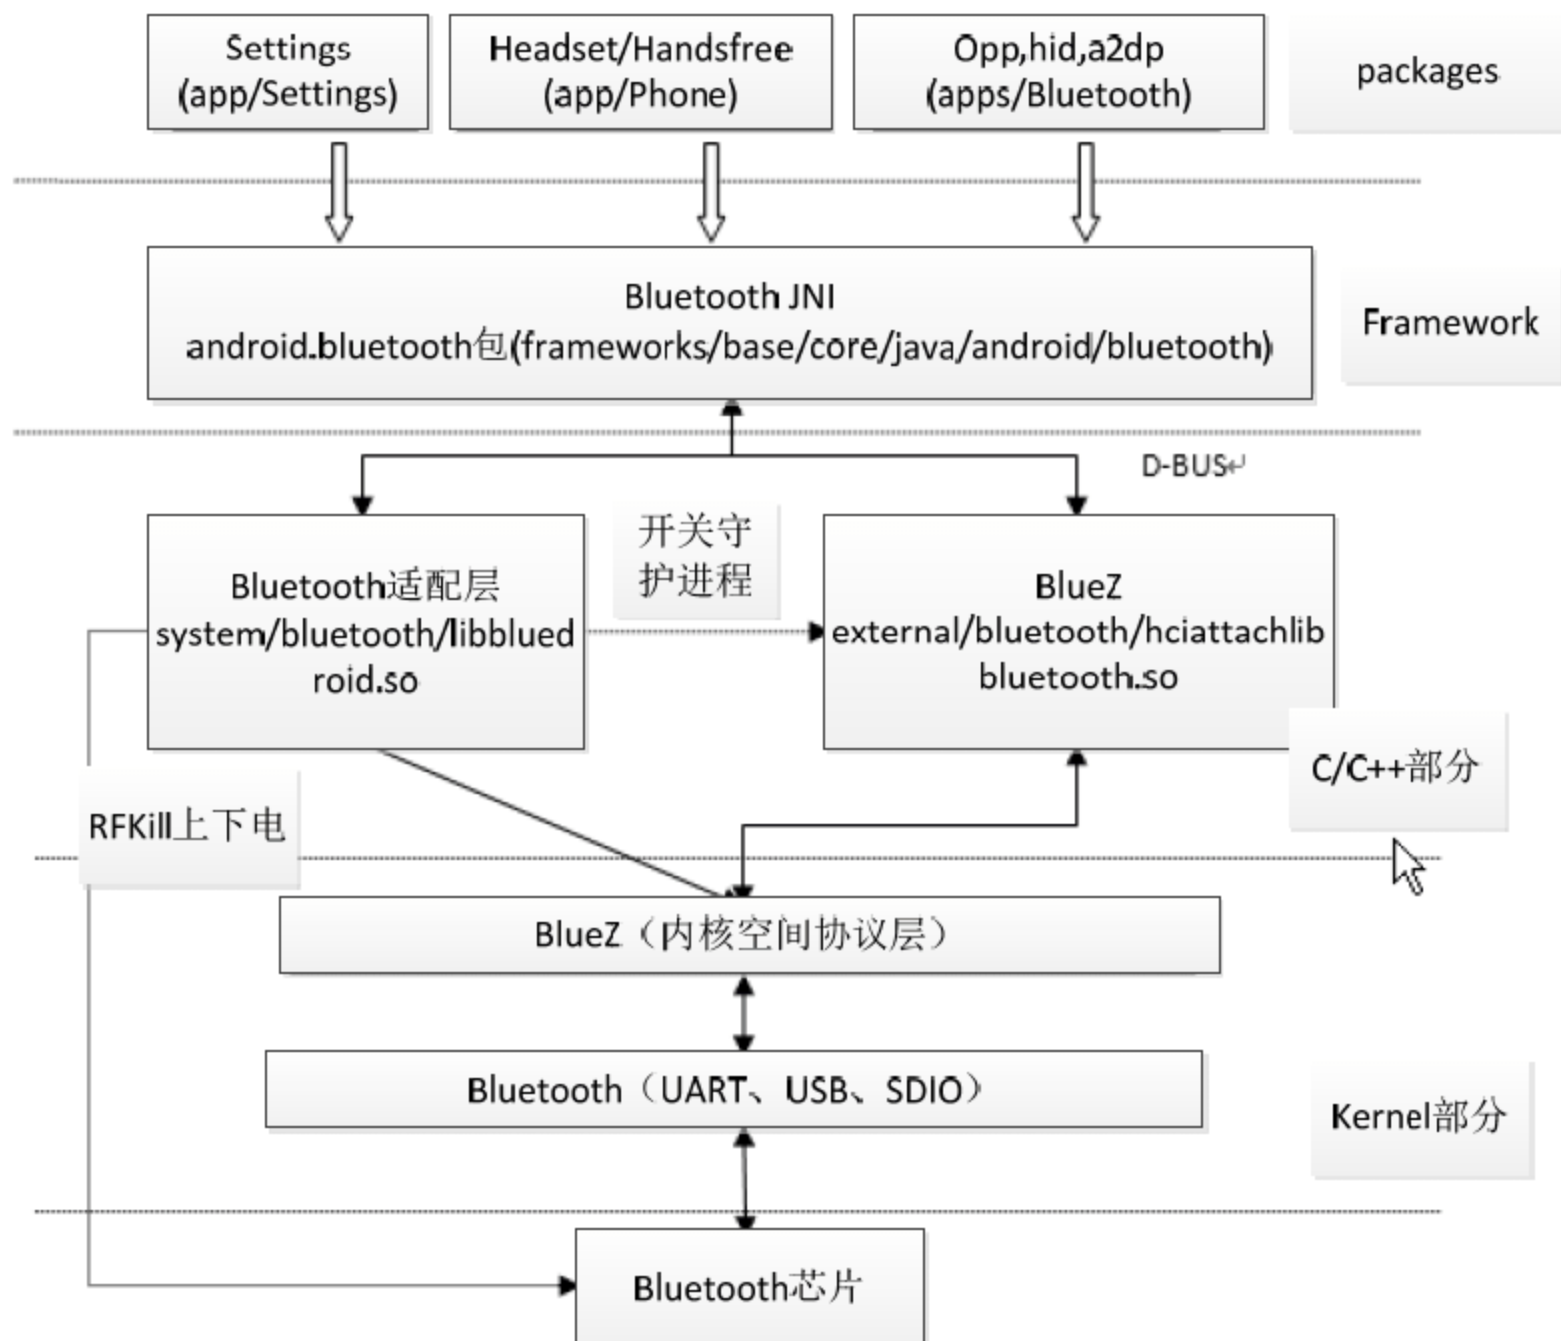 Settings
(app/Settings)
Headset/Handsfree
(app/Phone)
Opp,hid,a2dp
(apps/Bluetooth)
packages
Bluetooth JNI
android.bluetooth包(frameworks/base/core/java/android/bluetooth)
Framework
D-BUS↵
Bluetooth适配层
system/bluetooth/libblued
roid.so
开关守
护进程
BlueZ
external/bluetooth/hciattachlib
bluetooth.so
C/C++部分
RFKill上下电
BlueZ（内核空间协议层）
Bluetooth（UART、USB、SDIO）
Kernel部分
Bluetooth芯片